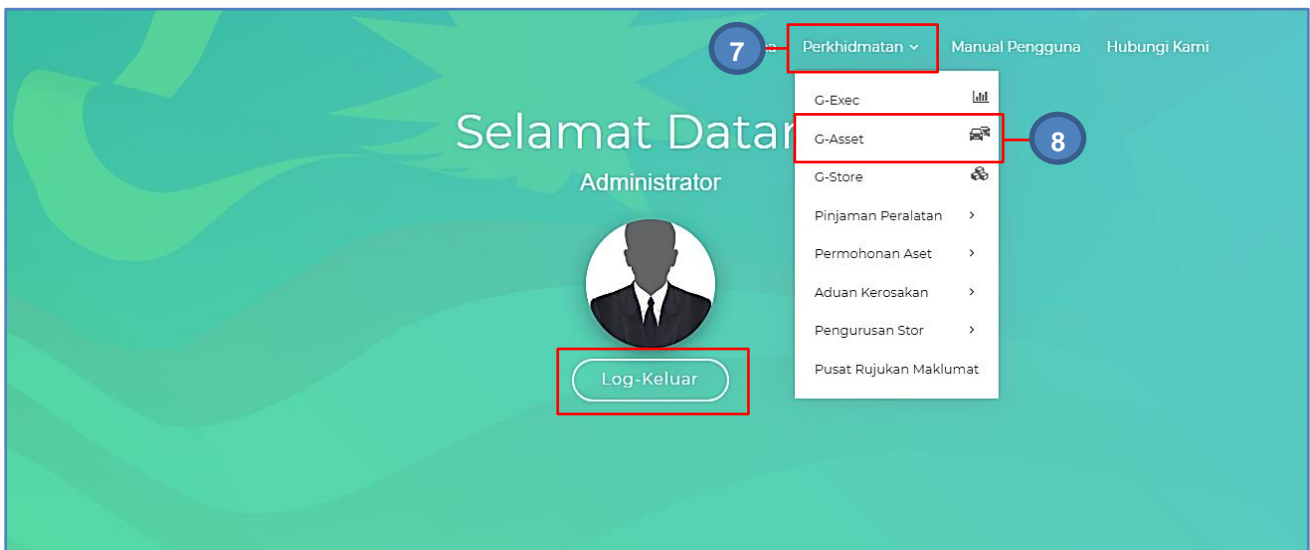 7
Perkhidmatan
Manual Pengguna
Hubungi Kami
G-Exec
G-Asset
8
G-Store
Pinjaman Peralatan
Permohonan Aset
Aduan Kerosakan
Pengurusan Stor
Pusat Rujukan Maklumat
Selamat Datan
Administrator
Log-Keluar